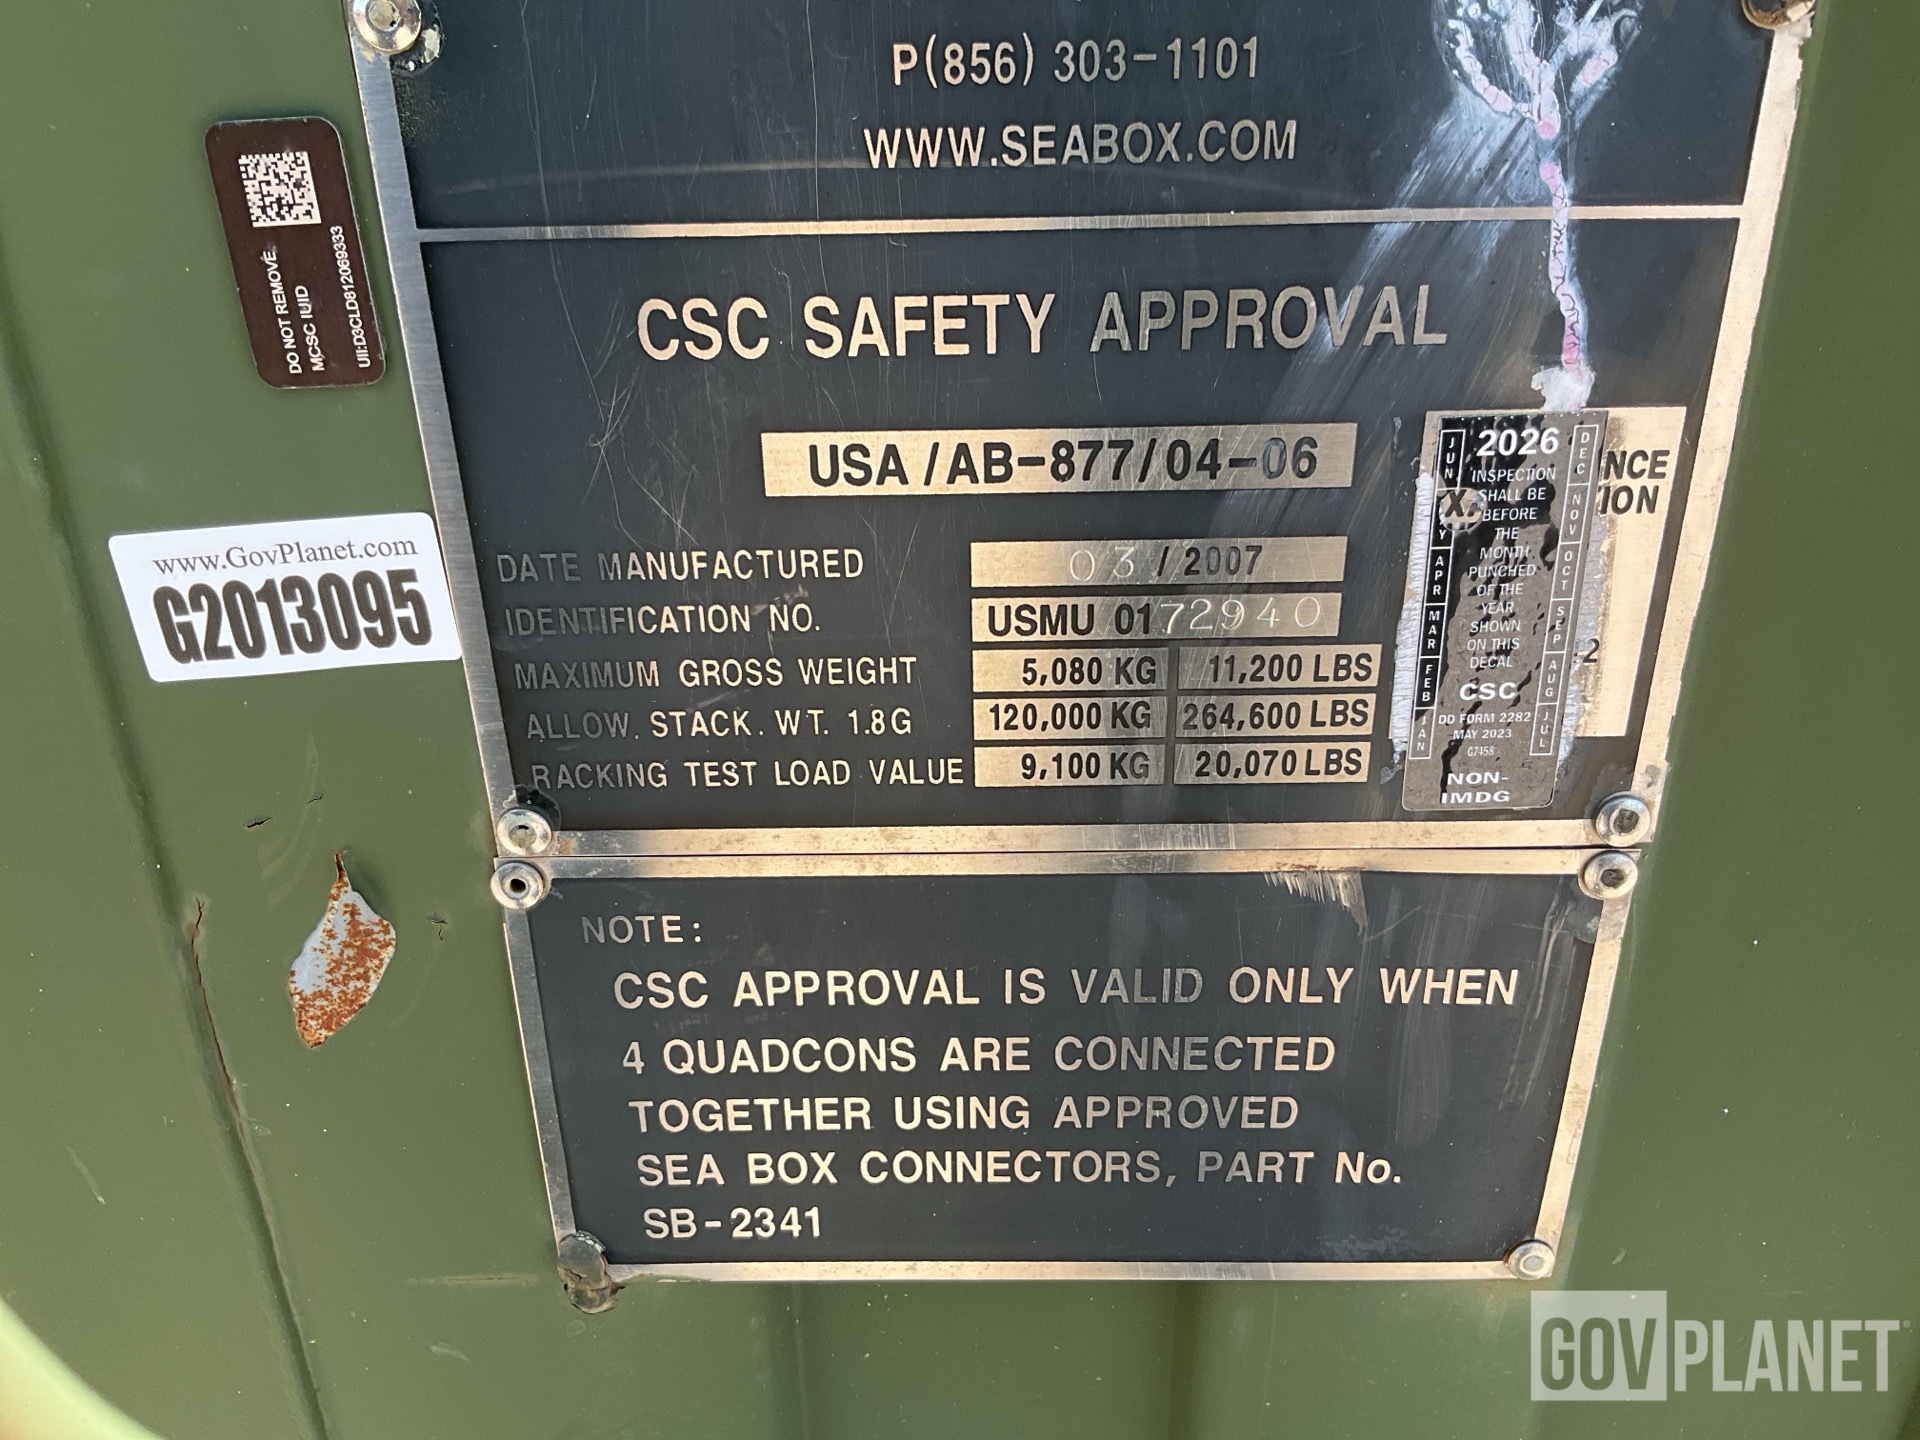 P(856) 303-1101
WWW.SEABOX.COM
DO NOT REMOVE
MCSC IUID
UII:D3CLD812069333
CSC SAFETY APPROVAL
USA/AB-877/04-06
www.GovPlanet.com
G2013095
DATE MANUFACTURED 03/2007
IDENTIFICATION NO. USMU 0172940
MAXIMUM GROSS WEIGHT 5,080 KG 11,200 LBS
ALLOW. STACK. WT. 1.8G 120,000 KG 264,600 LBS
RACKING TEST LOAD VALUE 9,100 KG 20,070 LBS
2026
INSPECTION
SHALL BE
BEFORE
THE
MONTH
PUNCHED
OF THE
YEAR
SHOWN
ON THIS
DECAL
CSC
DD FORM 2282
MAY 2023
G7458
NON-
IMDG
JUN
APR
MAR
FEB
JAN
DEC
NOV
OCT
SEP
AUG
JUL
NOTE:
CSC APPROVAL IS VALID ONLY WHEN
4 QUADCONS ARE CONNECTED
TOGETHER USING APPROVED
SEA BOX CONNECTORS, PART No.
SB-2341
GOVPLANET